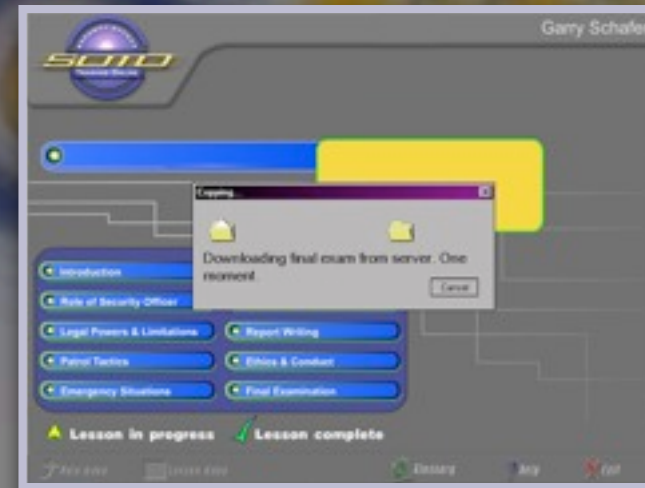 Garry Schafer
SOTO
Copying...
Downloading final exam from server. One
moment.
Cancel
Introduction
Role of Security Officer
Legal Powers & Limitations
Report Writing
Patrol Tactics
Ethics & Conduct
Emergency Situations
Final Examination
Lesson in progress
Lesson complete
Glossary
Help
Exit